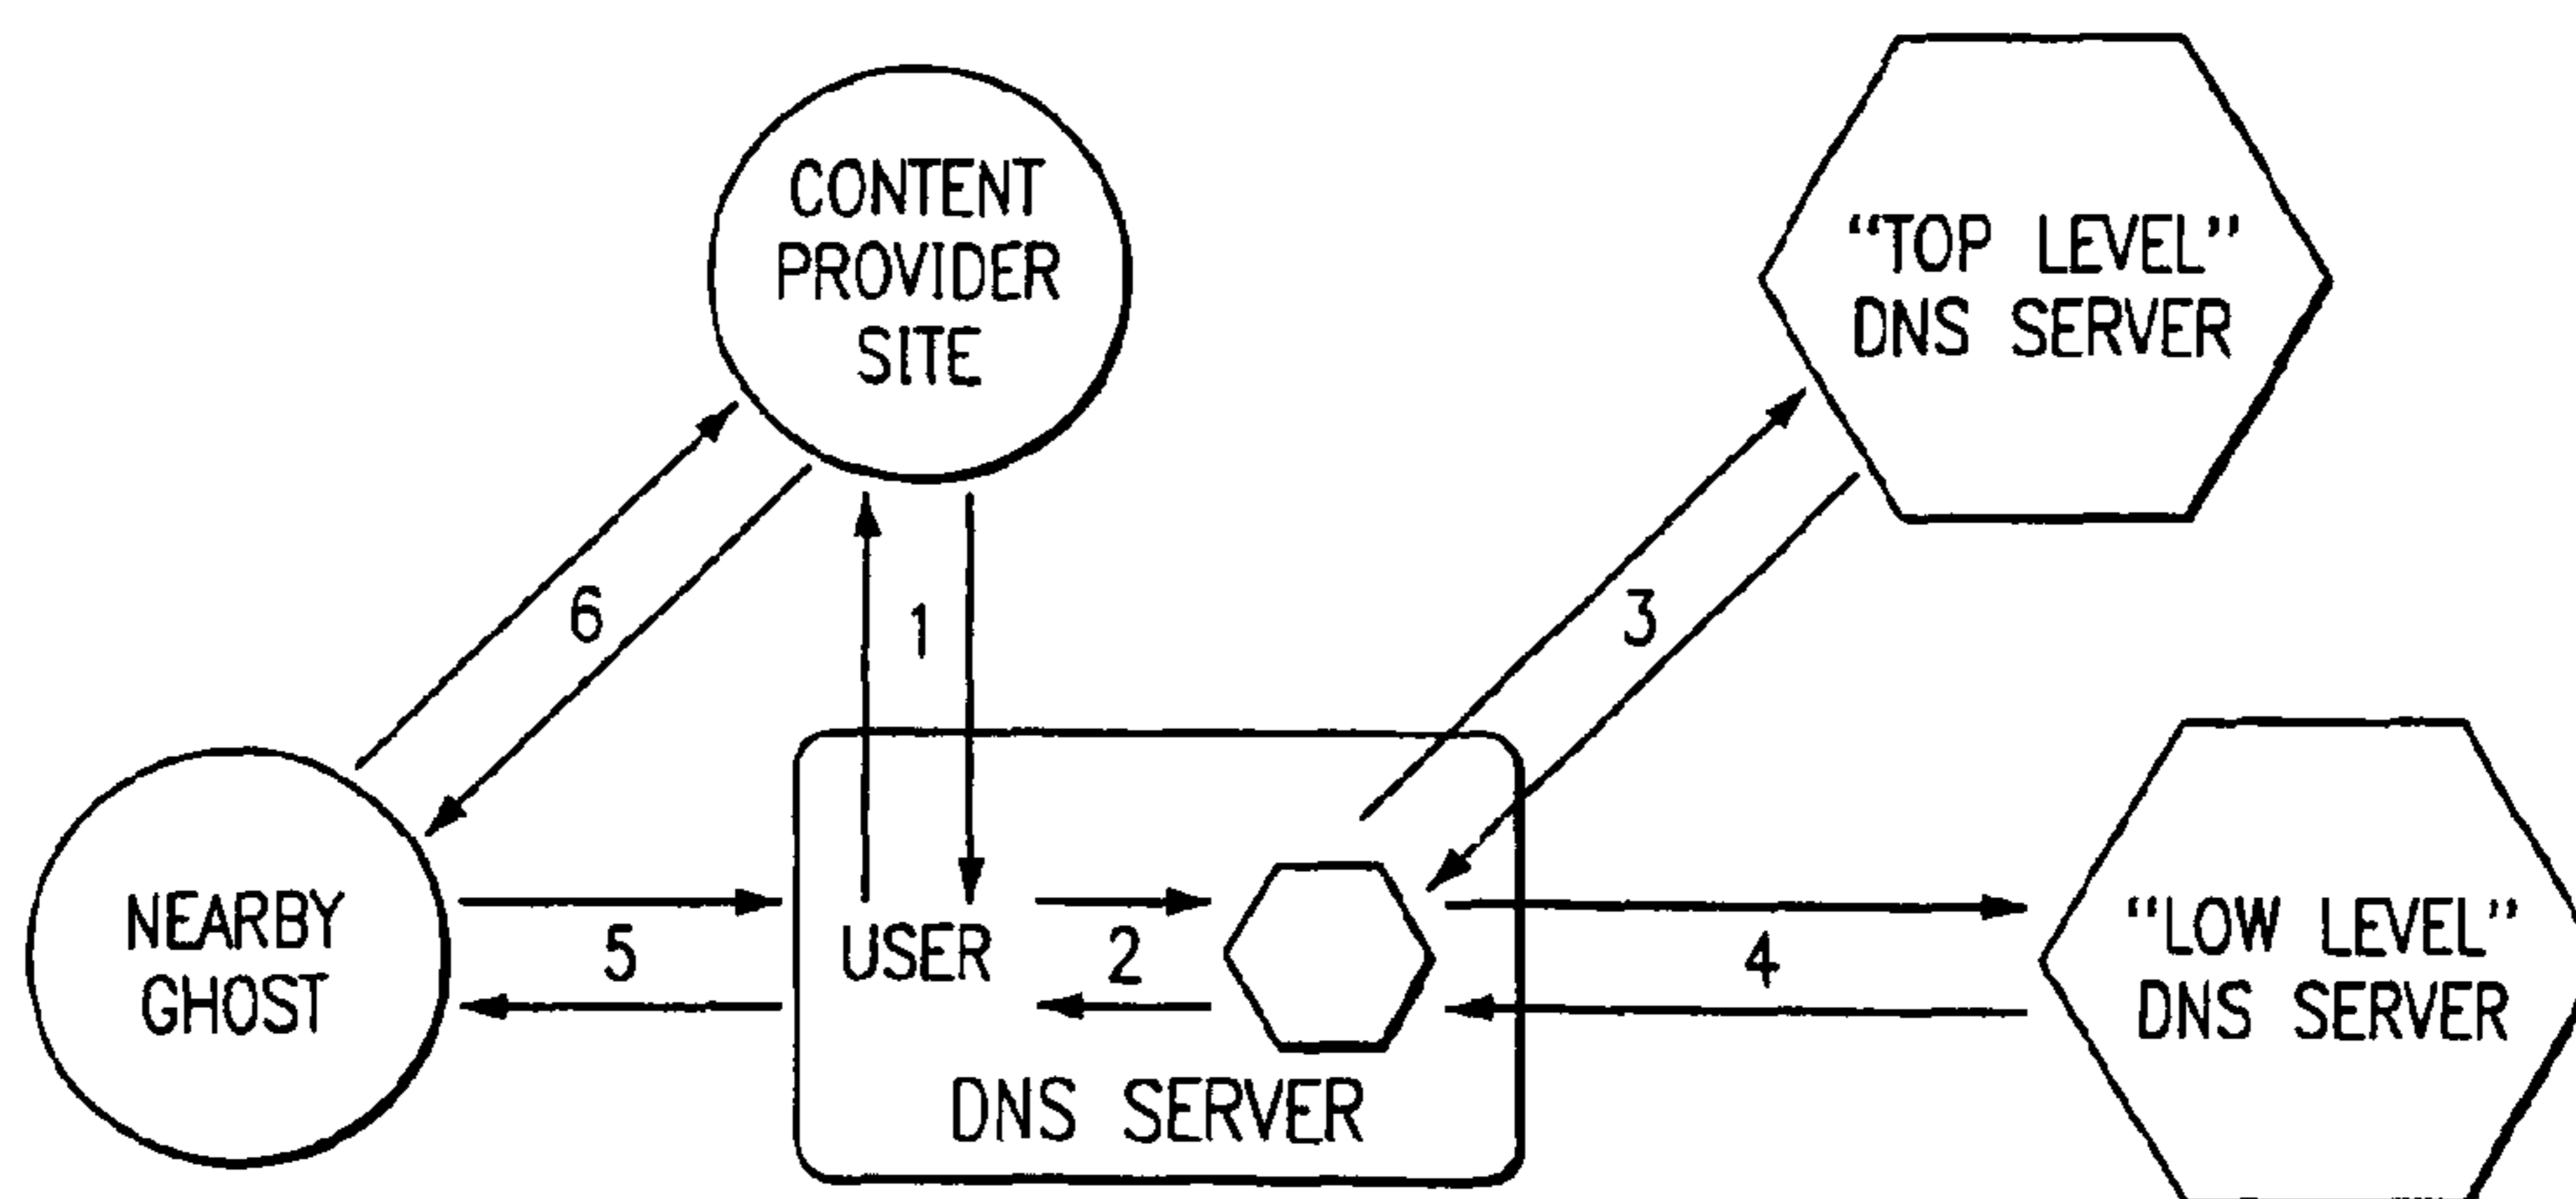 CONTENT
PROVIDER
SITE
“TOP LEVEL”
DNS SERVER
6
1
3
NEARBY
GHOST
5
USER
2
4
“LOW LEVEL”
DNS SERVER
DNS SERVER